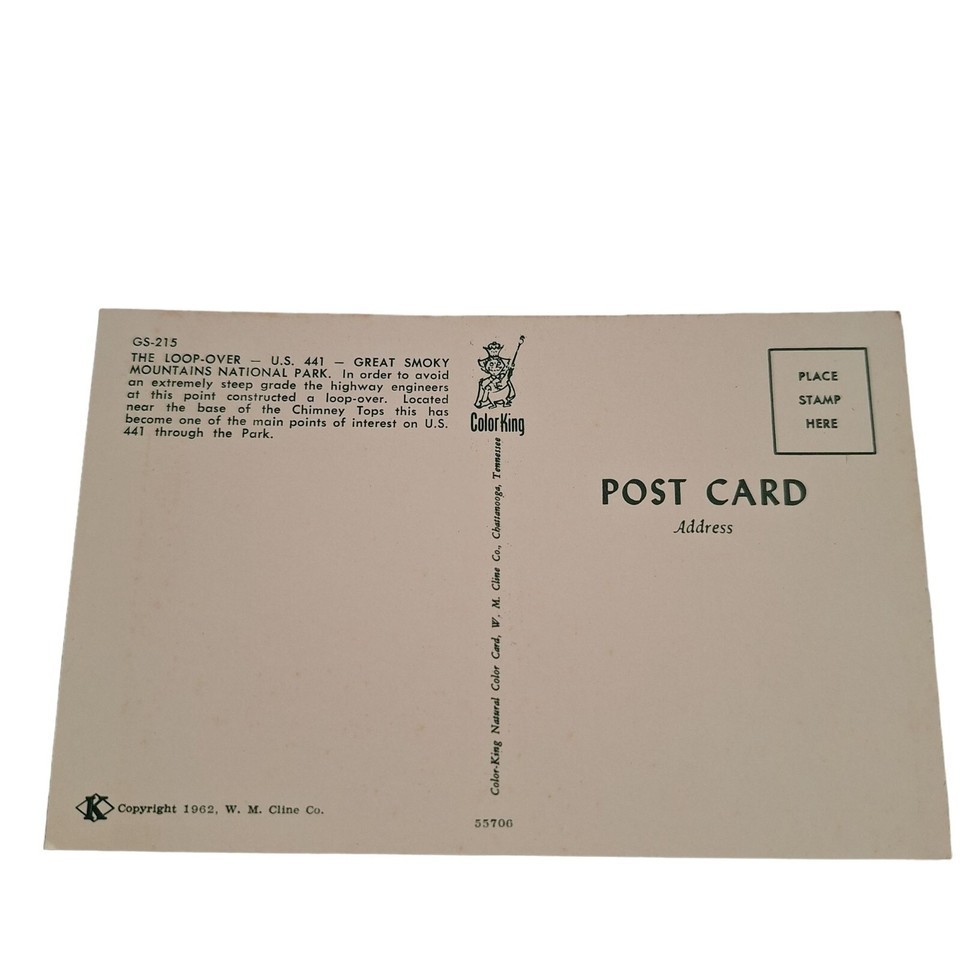 GS-215
THE LOOP-OVER — U.S. 441 — GREAT SMOKY
MOUNTAINS NATIONAL PARK. In order to avoid
an extremely steep grade the highway engineers
at this point constructed a loop-over. Located
near the base of the Chimney Tops this has
become one of the main points of interest on U.S.
441 through the Park.
Color King
Color-King Natural Color Card, W. M. Cline Co., Chattanooga, Tennessee
PLACE
STAMP
HERE
POST CARD
Address
K Copyright 1962, W. M. Cline Co.
55706